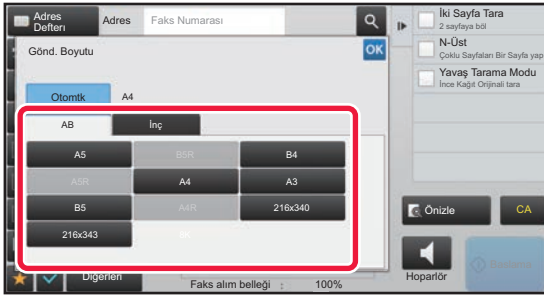 Adres Defteri
Adres
Faks Numarası
Gönd. Boyutu
OK
Otomtk
A4
AB
İnç
A5
B5R
B4
A5R
A4
A3
B5
A4R
216x340
216x343
8K
Diğerleri
Faks alım belleği : 100%
İki Sayfa Tara
2 sayfaya böl
N-Üst
Çoklu Sayfaları Bir Sayfa yap
Yavaş Tarama Modu
İnce Kağıt Orijinali tara
Önizle
CA
Hoparlör